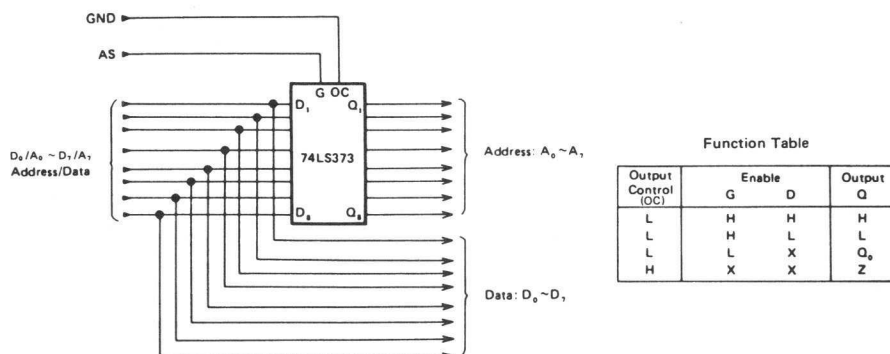 GND
AS
G OC
D₁ Q₁
74LS373
D₈ Q₈
D₀/A₀ ~ D₇/A₇
Address/Data
Address: A₀~A₇
Data: D₀~D₇
Function Table
Output Control (OC) Enable G D Output Q
L H H H
L H L L
L L X Q₀
H X X Z